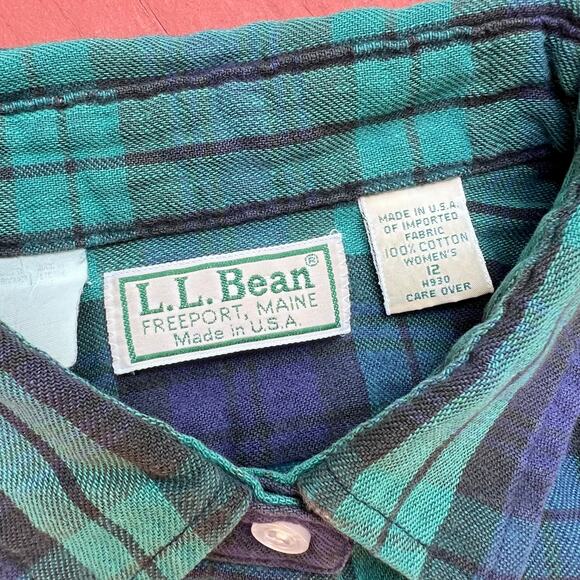 L.L.Bean®
FREEPORT, MAINE
Made in U.S.A.
MADE IN U.S.A.
OF IMPORTED
FABRIC
100% COTTON
WOMEN'S
12
H930
CARE OVER